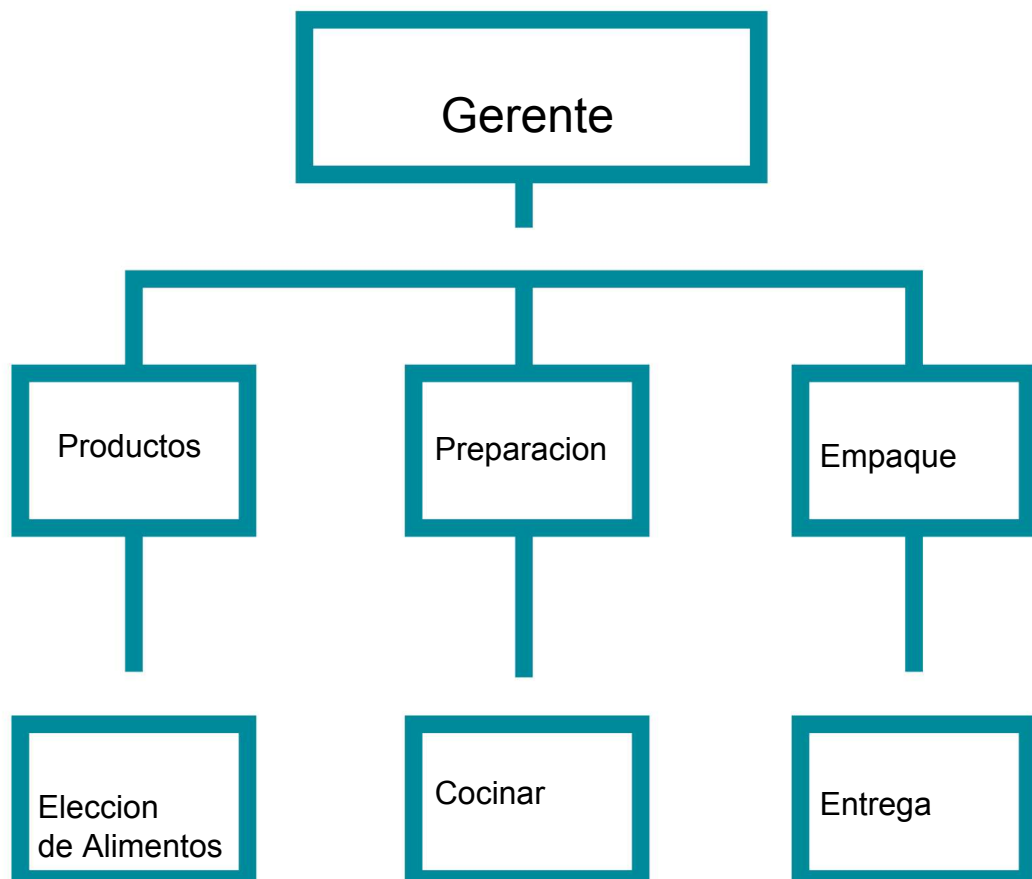 Gerente
Productos
Preparacion
Empaque
Eleccion
de Alimentos
Cocinar
Entrega